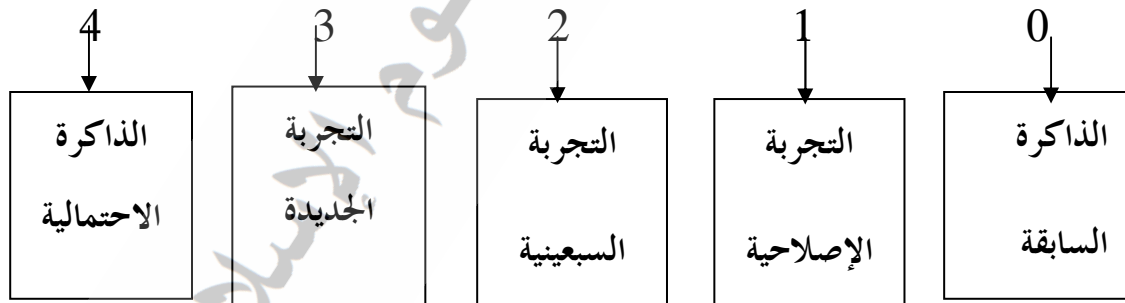 0 1 2 3 4
الذاكرة السابقة
التجربة الإصلاحية
التجربة السبعينية
التجربة الجديدة
الذاكرة الاحتمالية